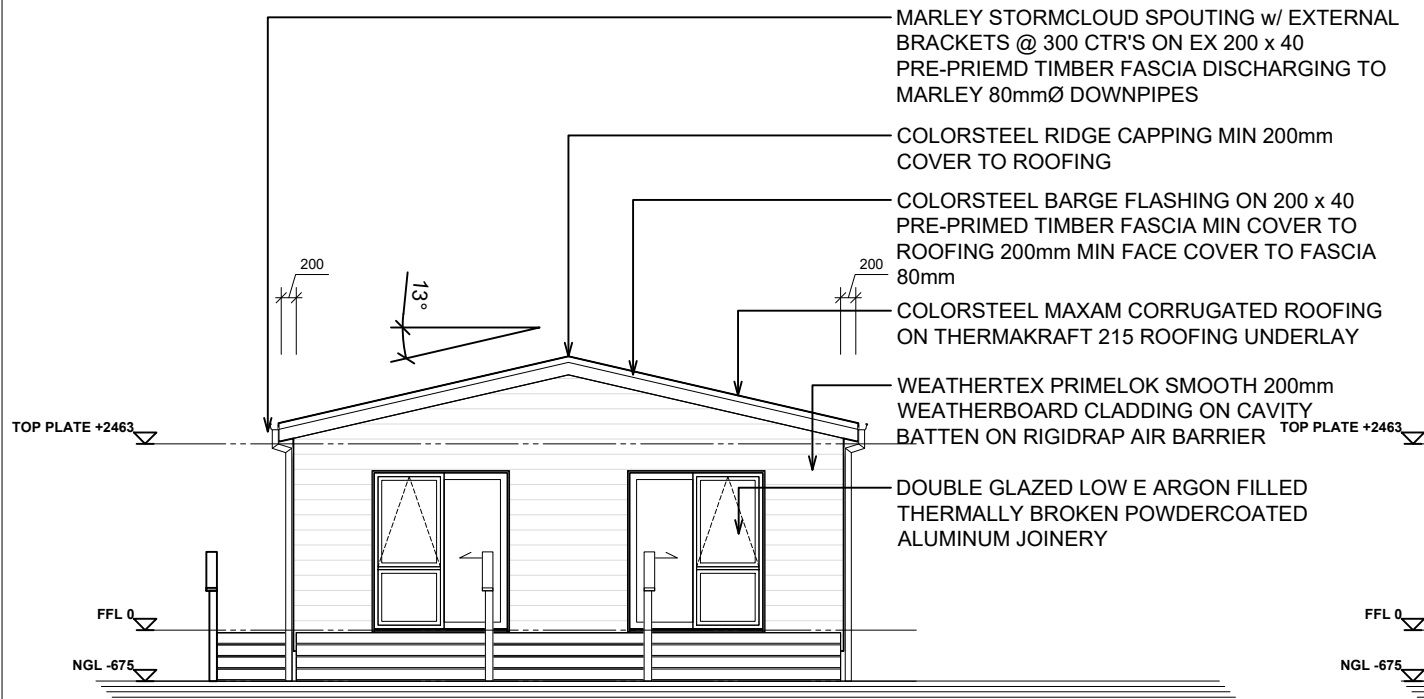 MARLEY STORMCLOUD SPOUTING w/ EXTERNAL
BRACKETS @ 300 CTR'S ON EX 200 x 40
PRE-PRIEMD TIMBER FASCIA DISCHARGING TO
MARLEY 80mmØ DOWNPIPES
COLORSTEEL RIDGE CAPPING MIN 200mm
COVER TO ROOFING
COLORSTEEL BARGE FLASHING ON 200 x 40
PRE-PRIMED TIMBER FASCIA MIN COVER TO
ROOFING 200mm MIN FACE COVER TO FASCIA
80mm
200
200
13°
COLORSTEEL MAXAM CORRUGATED ROOFING
ON THERMAKRAFT 215 ROOFING UNDERLAY
WEATHERTEX PRIMELOK SMOOTH 200mm
WEATHERBOARD CLADDING ON CAVITY
BATTEN ON RIGIDRAP AIR BARRIER
TOP PLATE +2463
TOP PLATE +2463
DOUBLE GLAZED LOW E ARGON FILLED
THERMALLY BROKEN POWDERCOATED
ALUMINUM JOINERY
FFL 0
FFL 0
NGL -675
NGL -675